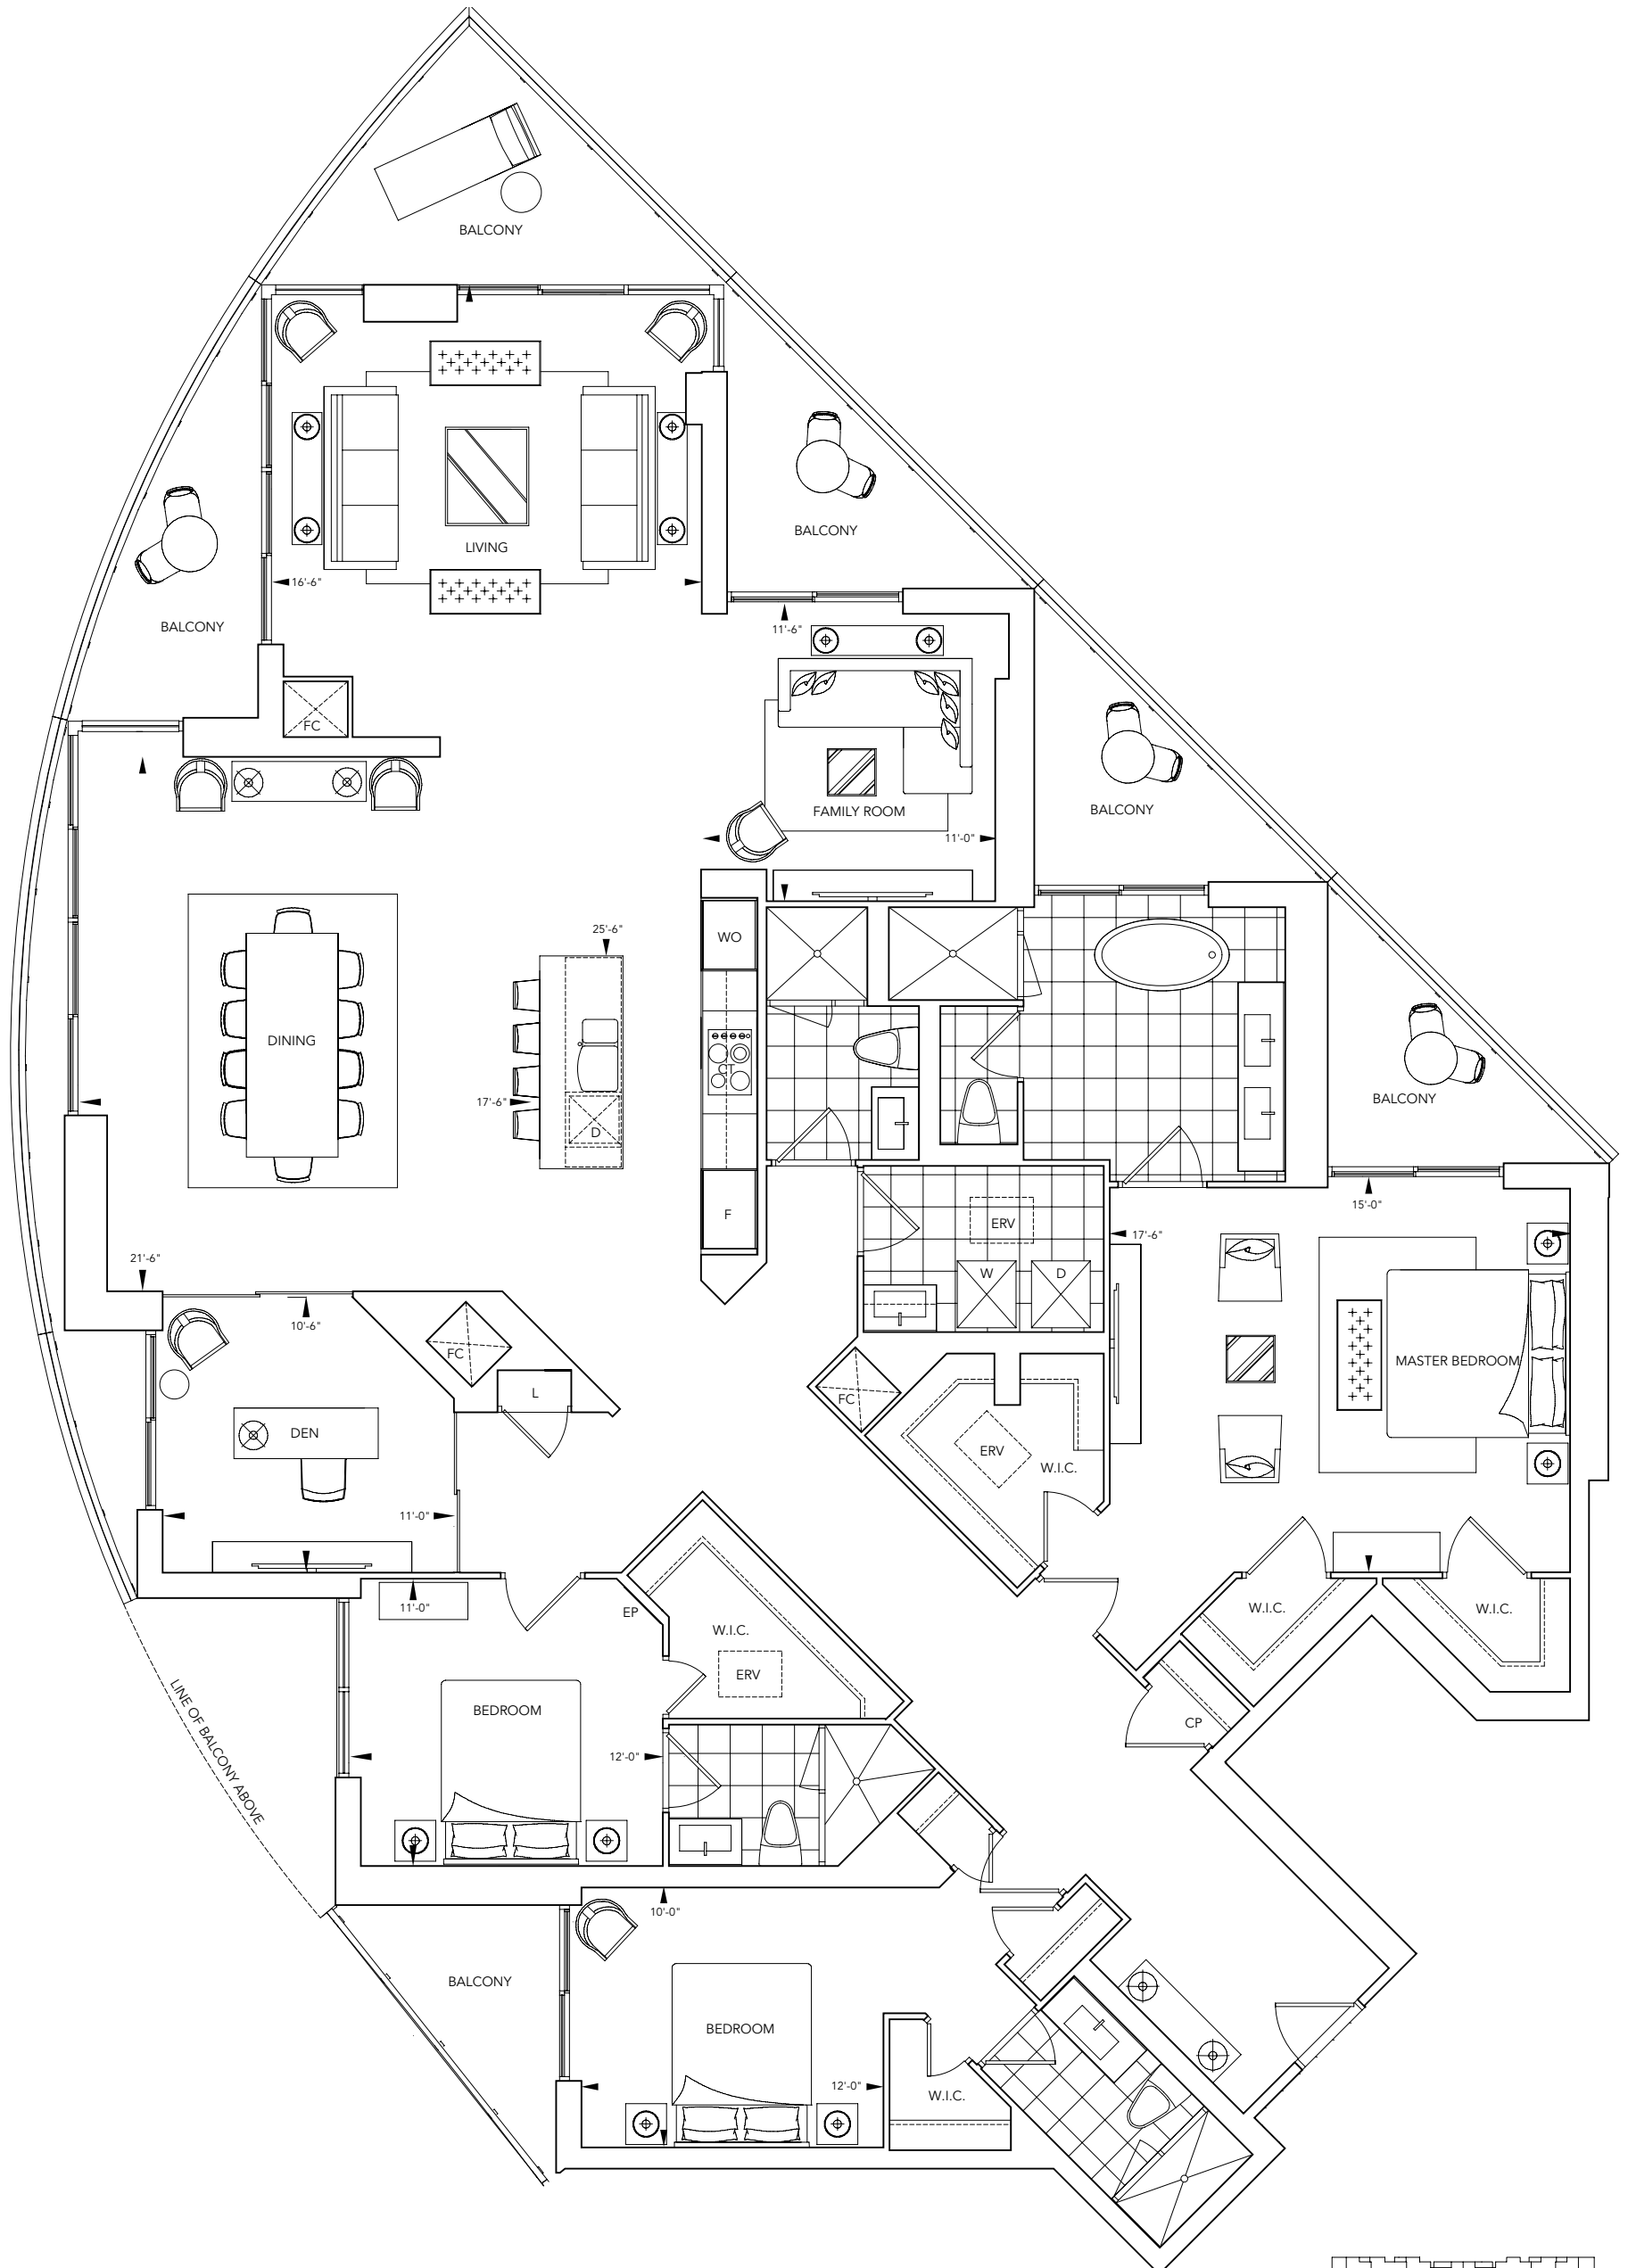 BALCONY
LIVING
16'-6"
BALCONY
BALCONY
11'-6"
FC
FAMILY ROOM
11'-0"
BALCONY
WO
25'-6"
DINING
CT
17'-6"
D
BALCONY
F
ERV
W
D
17'-6"
15'-0"
21'-6"
10'-6"
FC
L
FC
MASTER BEDROOM
DEN
ERV
W.I.C.
11'-0"
11'-0"
EP
W.I.C.
ERV
W.I.C.
W.I.C.
LINE OF BALCONY ABOVE
BEDROOM
12'-0"
CP
10'-0"
BALCONY
BEDROOM
12'-0"
W.I.C.